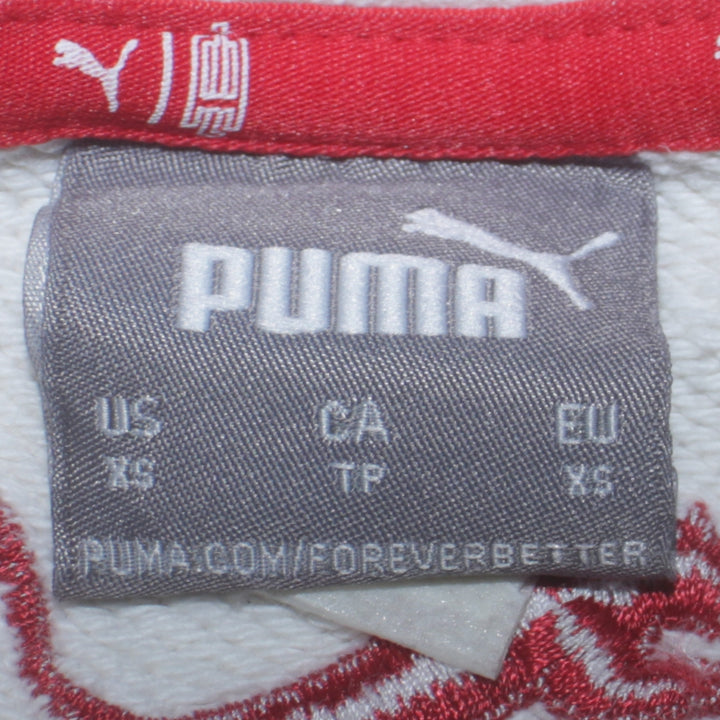 PUMA
US CA EU
XS TP XS
PUMA.COM/FOREVERBETTER